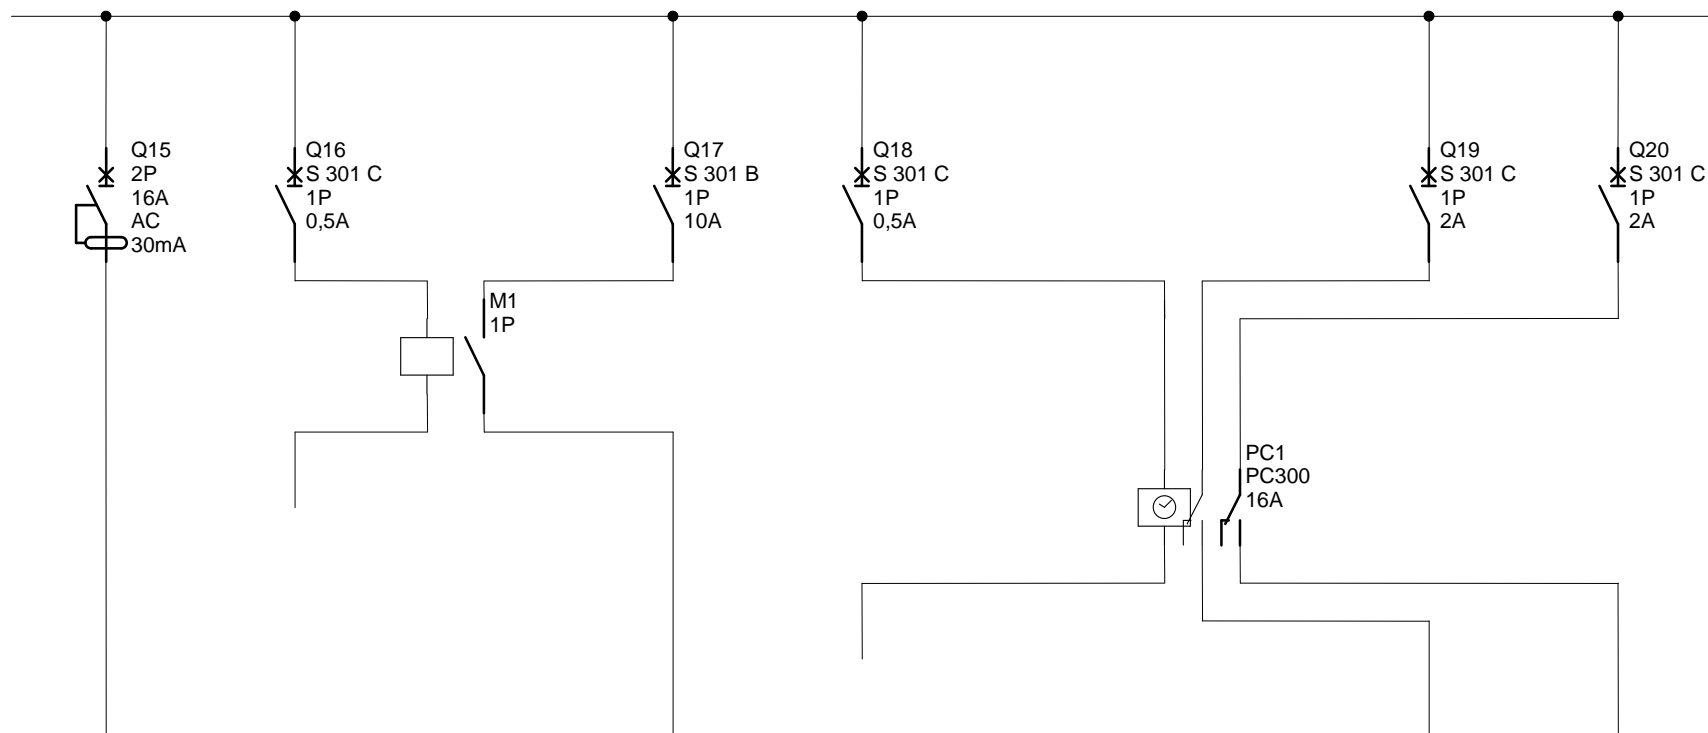 Q15
2P
16A
AC
30mA
Q16
S 301 C
1P
0,5A
Q17
S 301 B
1P
10A
Q18
S 301 C
1P
0,5A
Q19
S 301 C
1P
2A
Q20
S 301 C
1P
2A
M1
1P
PC1
PC300
16A